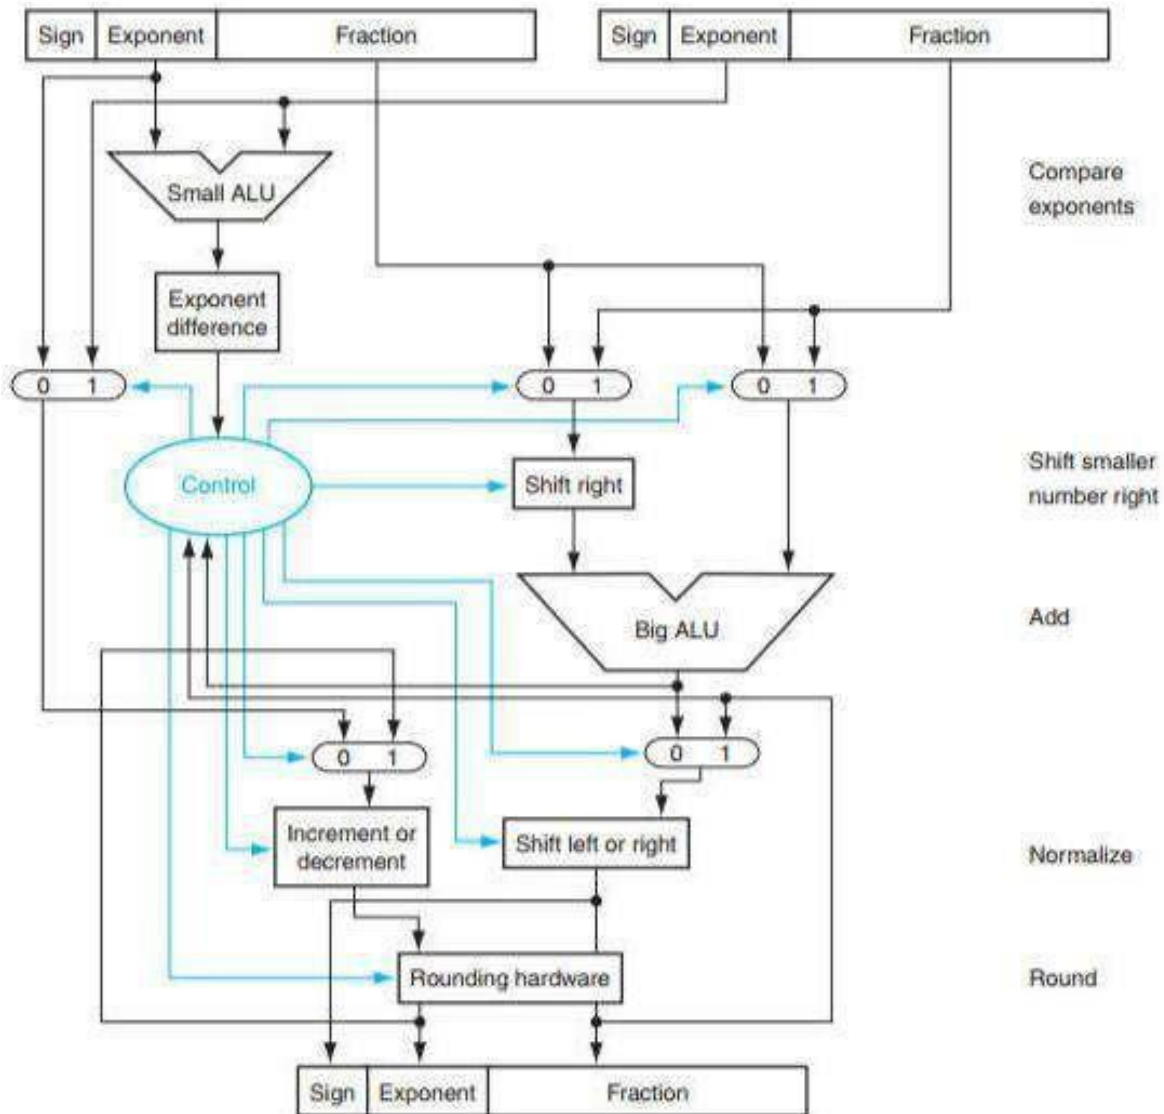 Sign Exponent Fraction Sign Exponent Fraction
Small ALU
Compare
exponents
Exponent
difference
0 1 0 1 0 1
Control
Shift right
Shift smaller
number right
Big ALU
Add
0 1 0 1
Increment or
decrement
Shift left or right
Normalize
Rounding hardware
Round
Sign Exponent Fraction